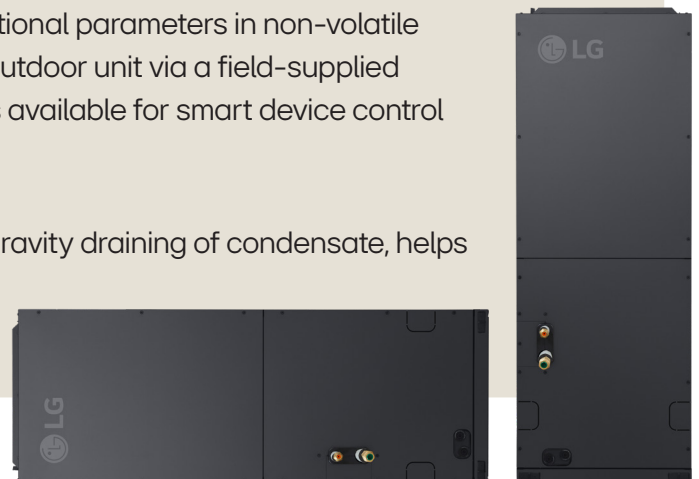 tional parameters in non-volatile
utdoor unit via a field-supplied
s available for smart device control
ravity draining of condensate, helps
LG
LG